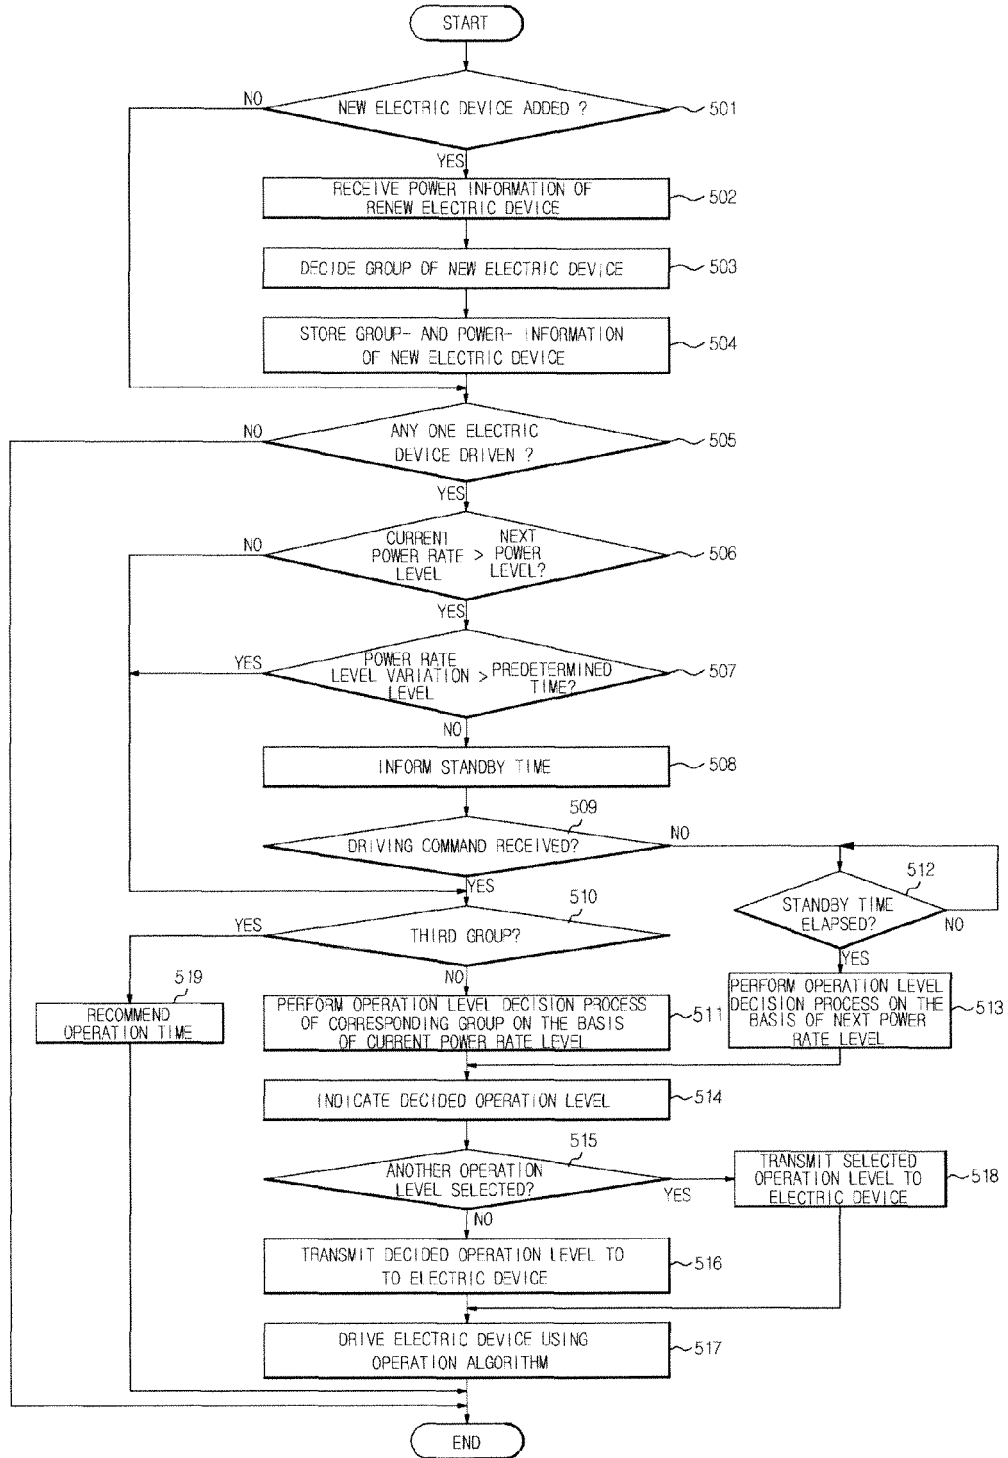 START
NEW ELECTRIC DEVICE ADDED ?
501
NO
YES
RECEIVE POWER INFORMATION OF
RENEW ELECTRIC DEVICE
502
DECIDE GROUP OF NEW ELECTRIC DEVICE
503
STORE GROUP- AND POWER- INFORMATION
OF NEW ELECTRIC DEVICE
504
NO
ANY ONE ELECTRIC
DEVICE DRIVEN ?
505
YES
NO
CURRENT
POWER RATE
LEVEL
>
NEXT
POWER
LEVEL?
506
YES
YES
POWER RATE
LEVEL VARIATION
LEVEL
>
PREDETERMINED
TIME?
507
NO
INFORM STANDBY TIME
508
509
DRIVING COMMAND RECEIVED?
NO
YES
512
STANDBY TIME
ELAPSED?
NO
YES
510
YES
THIRD GROUP?
NO
519
RECOMMEND
OPERATION TIME
PERFORM OPERATION LEVEL DECISION PROCESS
OF CORRESPONDING GROUP ON THE BASIS
OF CURRENT POWER RATE LEVEL
511
PERFORM OPERATION LEVEL
DECISION PROCESS ON THE
BASIS OF NEXT POWER
RATE LEVEL
513
INDICATE DECIDED OPERATION LEVEL
514
515
ANOTHER OPERATION
LEVEL SELECTED?
YES
NO
TRANSMIT SELECTED
OPERATION LEVEL TO
ELECTRIC DEVICE
518
TRANSMIT DECIDED OPERATION LEVEL TO
TO ELECTRIC DEVICE
516
DRIVE ELECTRIC DEVICE USING
OPERATION ALGORITHM
517
END